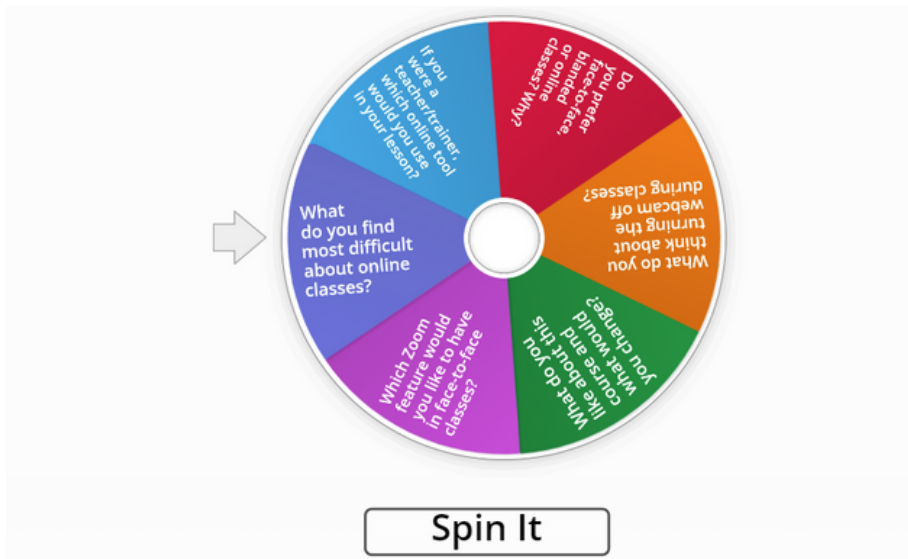 If you
were a
teacher/trainer,
which online tool
would you use
in your lesson?
Do
you prefer
face-to-face,
blanded
or online
classes? Why?
What do you
think about
turning the
webcam off
during classes?
What do you
like about this
course and
what would
you change?
Which Zoom
feature would
you like to have
in face-to-face
classes?
What
do you find
most difficult
about online
classes?
Spin It